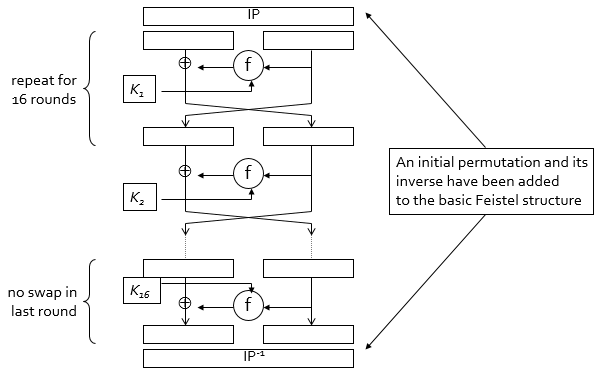 IP
f
repeat for
16 rounds
K1
An initial permutation and its
inverse have been added
to the basic Feistel structure
f
K2
no swap in
last round
K16
f
IP-1